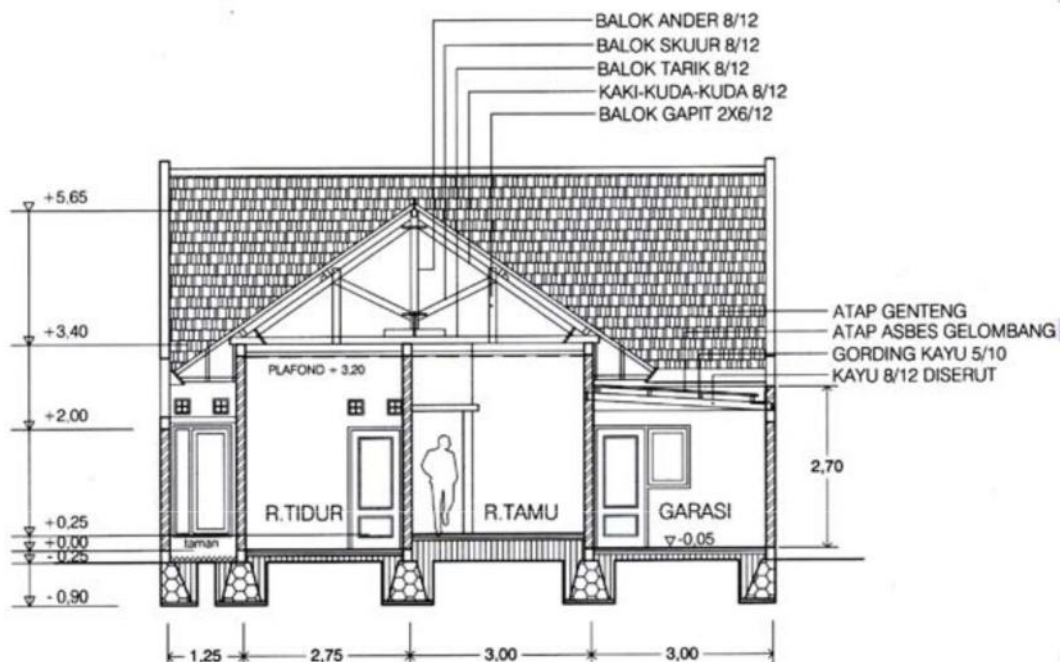 BALOK ANDER 8/12
BALOK SKUUR 8/12
BALOK TARIK 8/12
KAKI-KUDA-KUDA 8/12
BALOK GAPIT 2X6/12
+5,65
ATAP GENTENG
ATAP ASBES GELOMBANG
+3,40
GORDING KAYU 5/10
PLAFOND + 3,20
KAYU 8/12 DISERUT
+2,00
2,70
R.TIDUR
R.TAMU
GARASI
+0,25
+0,00
taman
-0,05
- 0,25
- 0,90
1,25
2,75
3,00
3,00